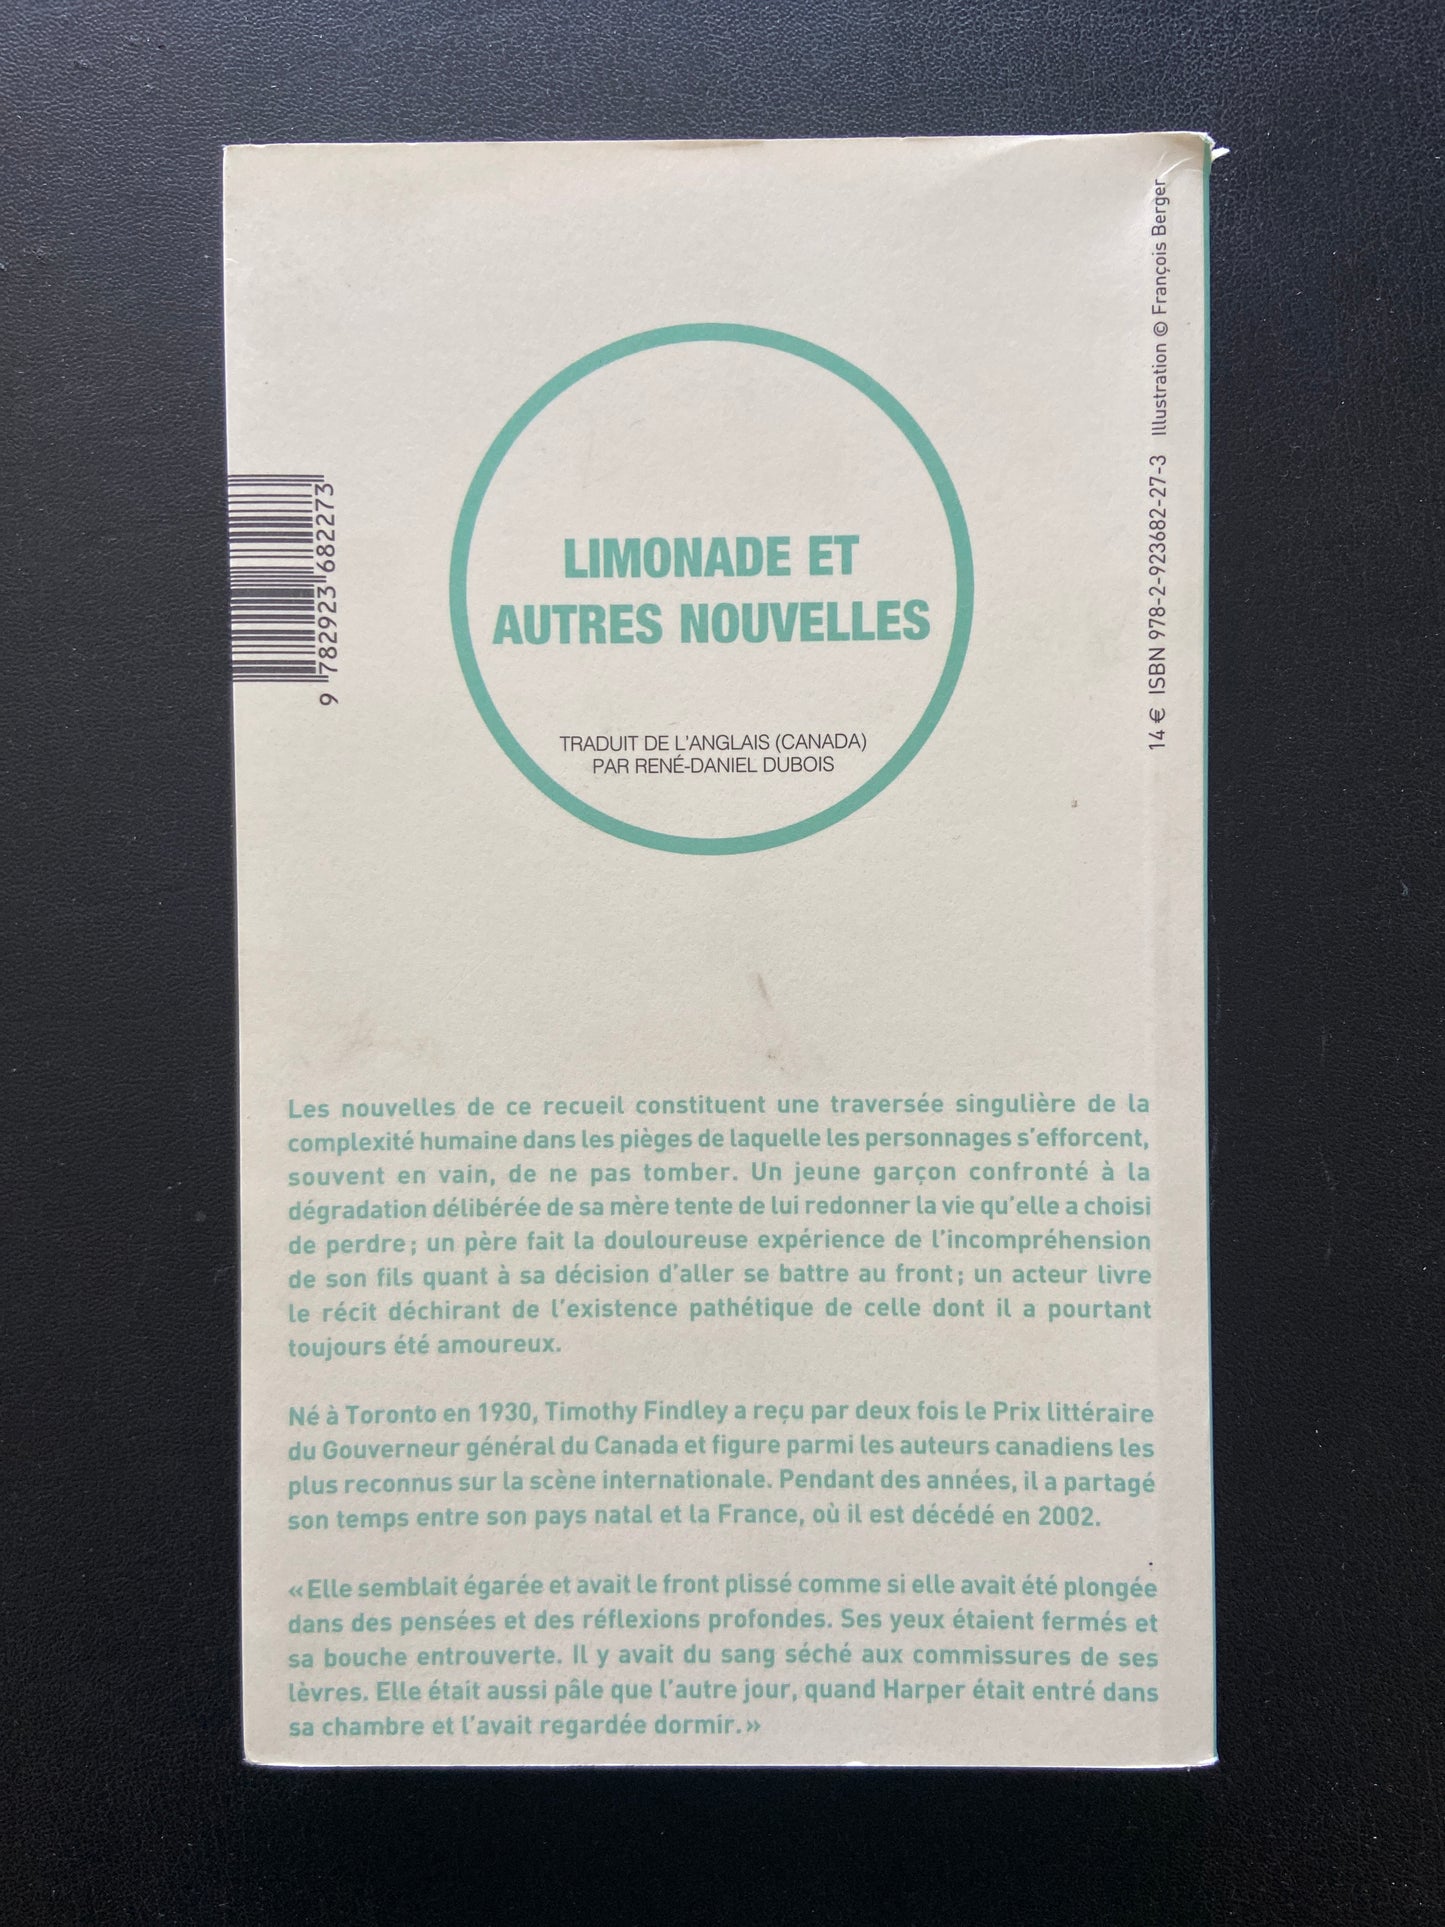 LIMONADE ET
AUTRES NOUVELLES
TRADUIT DE L'ANGLAIS (CANADA)
PAR RENÉ-DANIEL DUBOIS
9 782923 682273
14 € ISBN 978-2-923682-27-3 Illustration © François Berger
Les nouvelles de ce recueil constituent une traversée singulière de la
complexité humaine dans les pièges de laquelle les personnages s'efforcent,
souvent en vain, de ne pas tomber. Un jeune garçon confronté à la
dégradation délibérée de sa mère tente de lui redonner la vie qu'elle a choisi
de perdre ; un père fait la douloureuse expérience de l'incompréhension
de son fils quant à sa décision d'aller se battre au front ; un acteur livre
le récit déchirant de l'existence pathétique de celle dont il a pourtant
toujours été amoureux.
Né à Toronto en 1930, Timothy Findley a reçu par deux fois le Prix littéraire
du Gouverneur général du Canada et figure parmi les auteurs canadiens les
plus reconnus sur la scène internationale. Pendant des années, il a partagé
son temps entre son pays natal et la France, où il est décédé en 2002.
« Elle semblait égarée et avait le front plissé comme si elle avait été plongée
dans des pensées et des réflexions profondes. Ses yeux étaient fermés et
sa bouche entrouverte. Il y avait du sang séché aux commissures de ses
lèvres. Elle était aussi pâle que l'autre jour, quand Harper était entré dans
sa chambre et l'avait regardée dormir. »